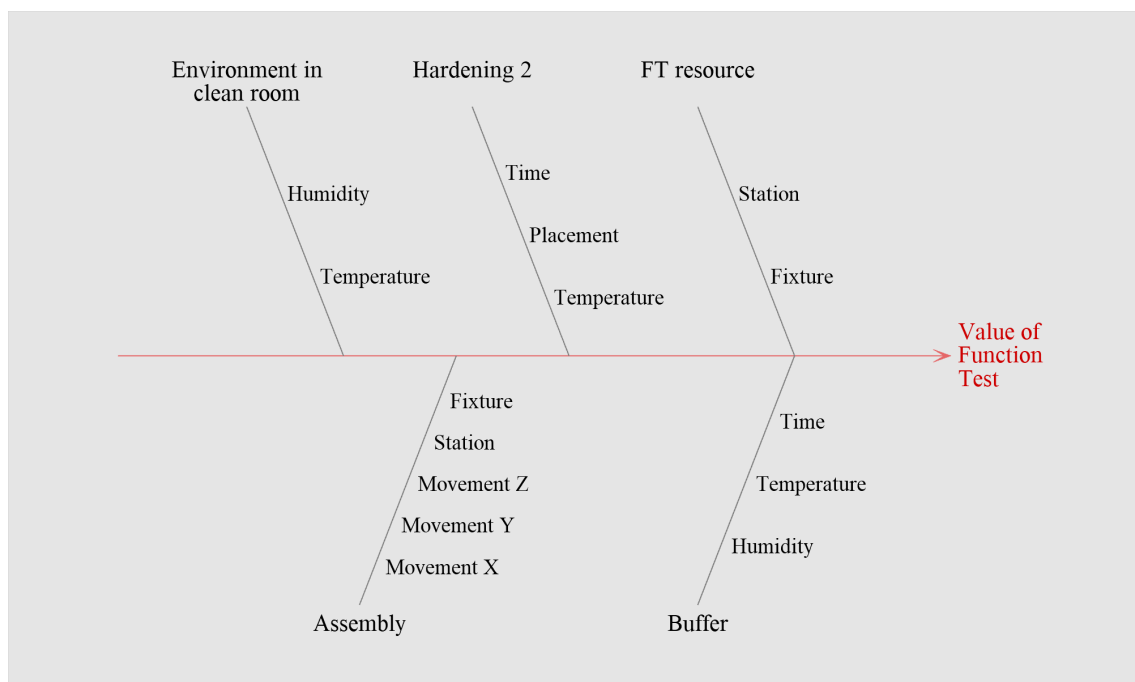 Environment in
clean room
Hardening 2
FT resource
Humidity
Temperature
Time
Placement
Temperature
Station
Fixture
Value of
Function
Test
Fixture
Station
Movement Z
Movement Y
Movement X
Assembly
Time
Temperature
Humidity
Buffer